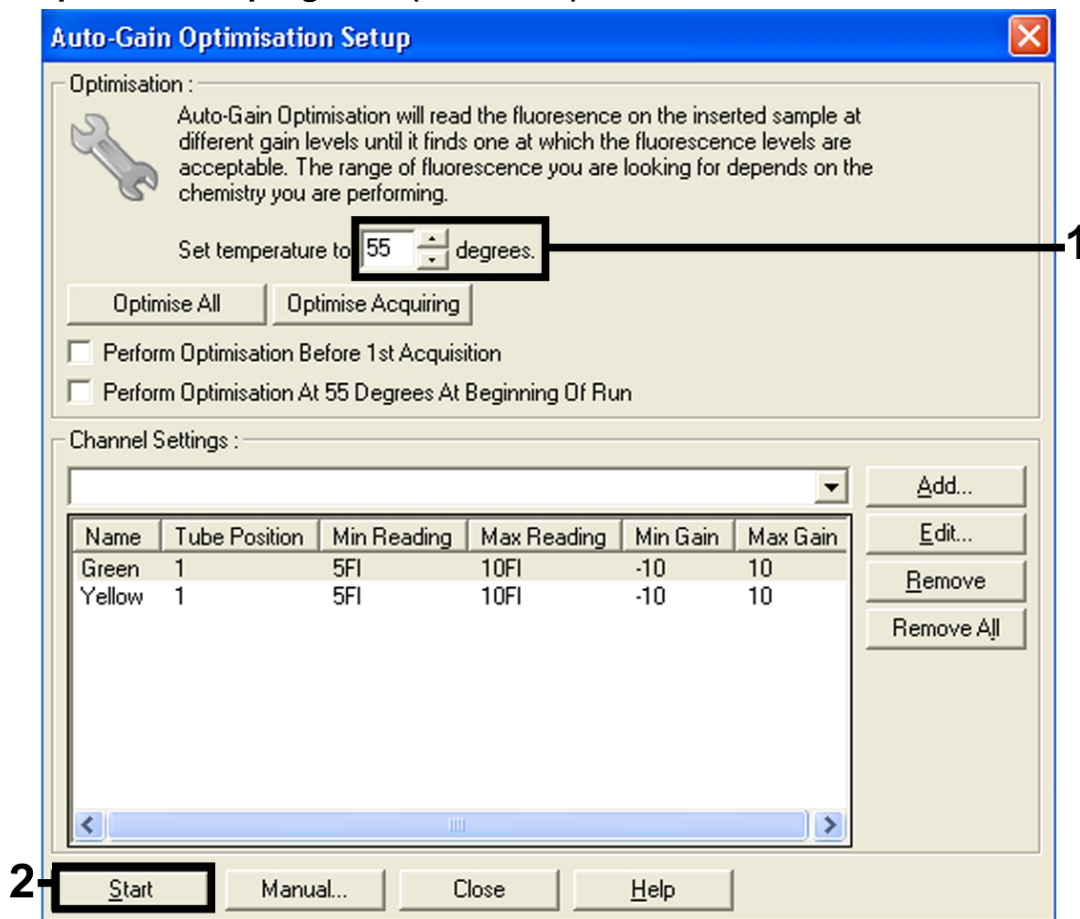 Auto-Gain Optimisation Setup
Optimisation :
Auto-Gain Optimisation will read the fluoresence on the inserted sample at
different gain levels until it finds one at which the fluorescence levels are
acceptable. The range of fluorescence you are looking for depends on the
chemistry you are performing.
Set temperature to 55 degrees.
1
Optimise All Optimise Acquiring
Perform Optimisation Before 1st Acquisition
Perform Optimisation At 55 Degrees At Beginning Of Run
Channel Settings :
Add...
Name Tube Position Min Reading Max Reading Min Gain Max Gain
Edit...
Green 1 5Fl 10Fl -10 10
Remove
Yellow 1 5Fl 10Fl -10 10
Remove All
2 Start Manual... Close Help